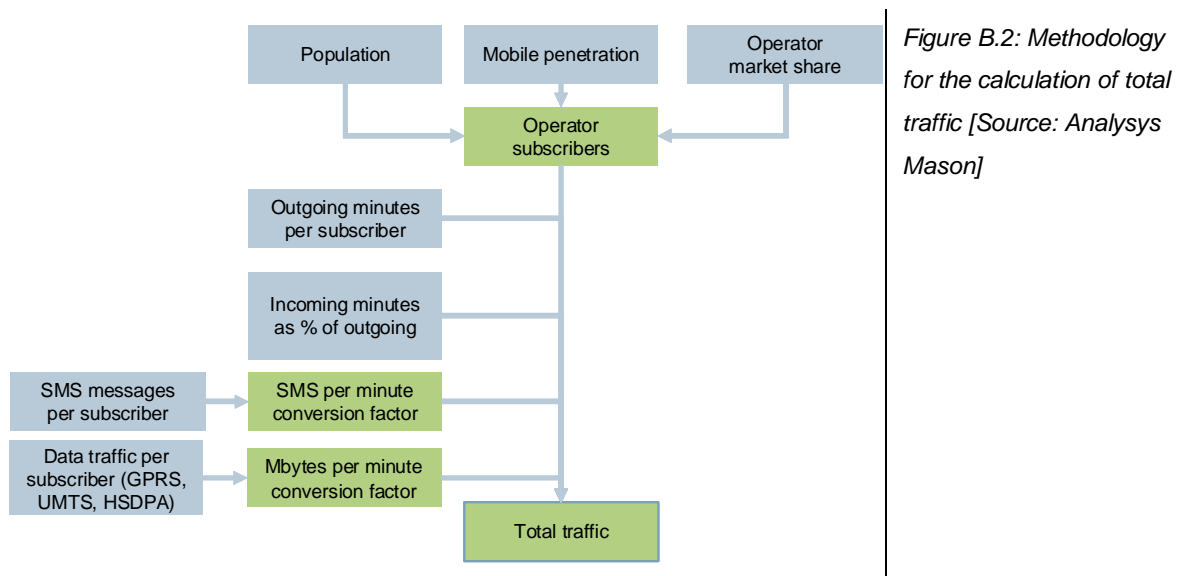 Population
Mobile penetration
Operator
market share
Operator
subscribers
Outgoing minutes
per subscriber
Incoming minutes
as % of outgoing
SMS messages
per subscriber
SMS per minute
conversion factor
Data traffic per
subscriber (GPRS,
UMTS, HSDPA)
Mbytes per minute
conversion factor
Total traffic
Figure B.2: Methodology
for the calculation of total
traffic [Source: Analysys
Mason]